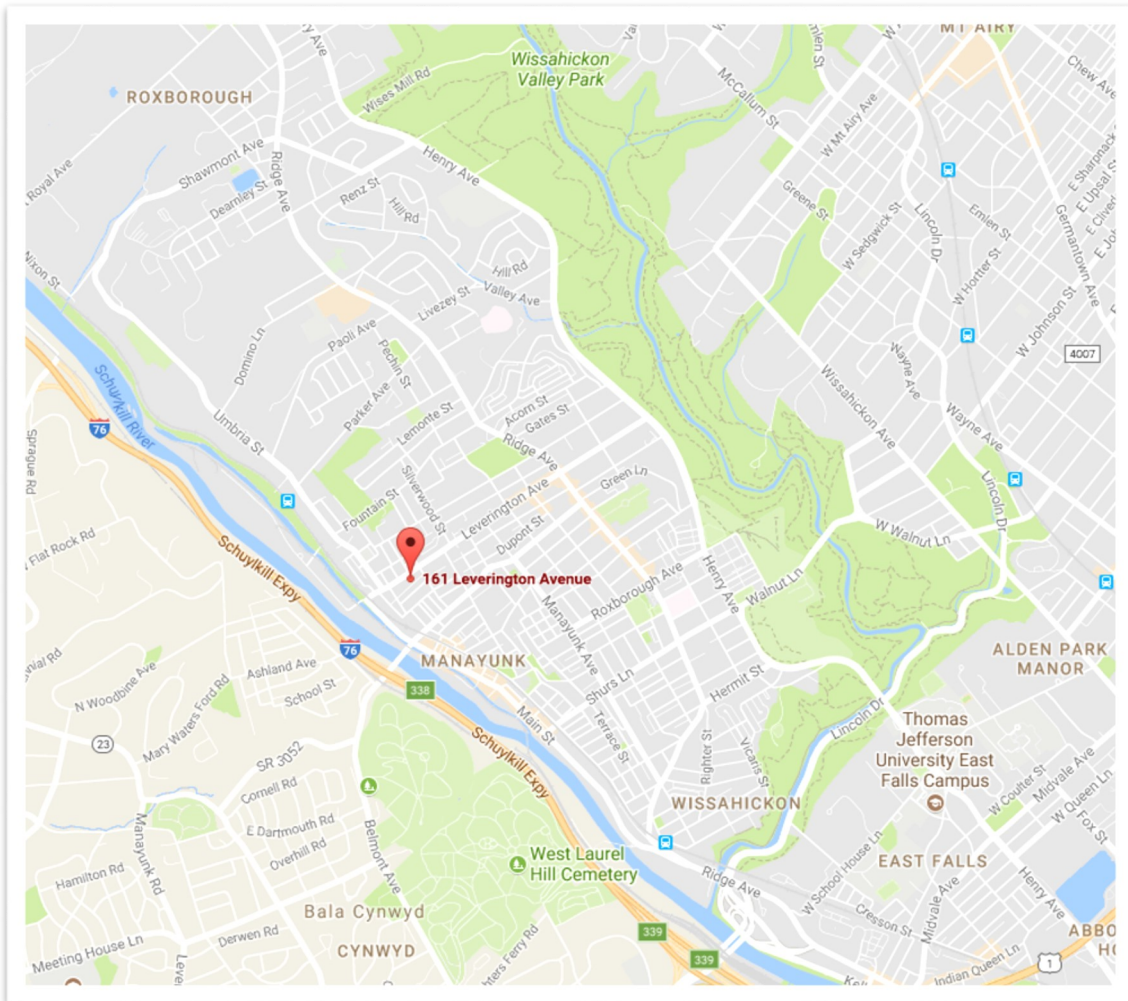 MT AIRY
Wissahickon
Valley Park
ROXBOROUGH
Wises Mill Rd
McCallum St
Chew Ave
W Mt Airy Ave
Henry Ave
Shawmont Ave
Ridge Ave
Royal Ave
Dearnley St
Renz St
Hill Rd
Greene St
Lincoln Dr
Emlen St
E Sharpnack
E Upsal St
Germantown Ave
W Sedgwick St
Nixon St
Hill Rd
Valley Ave
Livezey St
W Hortter St
W Johnson St
4007
Paoli Ave
Pechin St
Domino Ln
Wayne Ave
Schuylkill River
Parker Ave
Lemonte St
Acorn St
Gates St
Wissahickon Ave
Wayne Ave
76
Umbria St
Ridge Ave
Sprague Rd
Silverwood St
Green Ln
Leverington Ave
Lincoln Dr
Fountain St
Dupont St
W Walnut Ln
Flat Rock Rd
Schuylkill Expy
161 Leverington Avenue
Henry Ave
Walnut Ln
Roxborough Ave
Manayunk Ave
76
MANAYUNK
ALDEN PARK
MANOR
Ashland Ave
School St
N Woodbine Ave
Mary Waters Ford Rd
338
Shurs Ln
Hermit St
Main St
Terrace St
Lincoln Dr
Thomas
Jefferson
University East
Falls Campus
23
SR 3052
Schuylkill Expy
Righter St
Vicaris St
W Coulter St
Midvale Ave
W Queen Ln
Fox St
Cornell Rd
WISSAHICKON
E Dartmouth Rd
Overhill Rd
Belmont Ave
Manayunk Rd
Hamilton Rd
West Laurel
Hill Cemetery
Ridge Ave
W School House Ln
EAST FALLS
Henry Ave
Bala Cynwyd
Cresson St
Midvale Ave
Derwen Rd
Meeting House Ln
CYNWYD
339
339
Indian Queen Ln
1